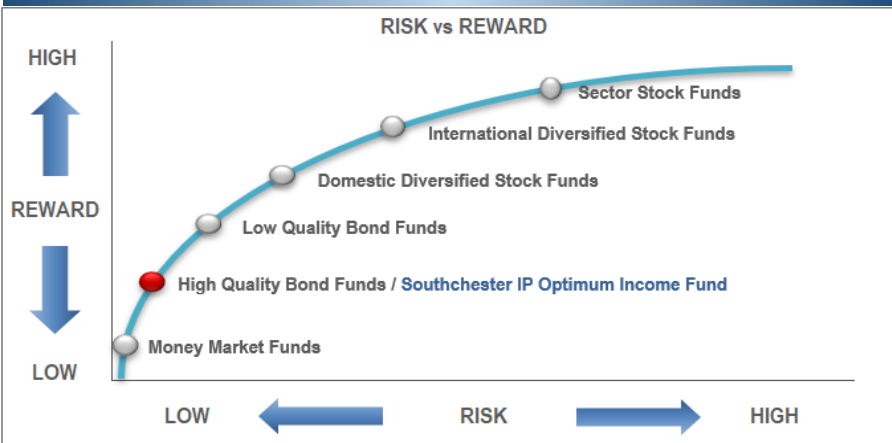 RISK vs REWARD
HIGH
Sector Stock Funds
International Diversified Stock Funds
Domestic Diversified Stock Funds
REWARD
Low Quality Bond Funds
High Quality Bond Funds / Southchester IP Optimum Income Fund
Money Market Funds
LOW
LOW RISK HIGH